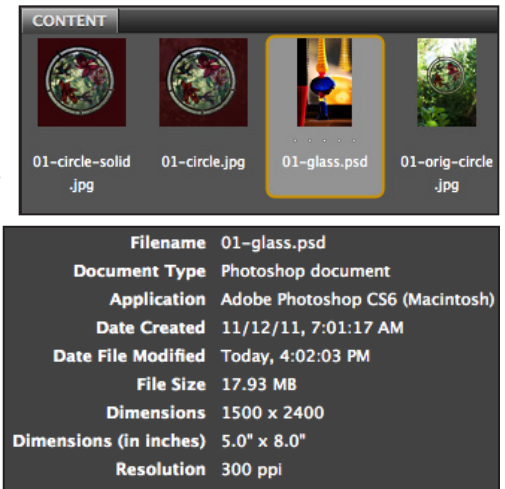 CONTENT
01-circle-solid
.jpg
01-circle.jpg
01-glass.psd
01-orig-circle
.jpg
Filename 01-glass.psd
Document Type Photoshop document
Application Adobe Photoshop CS6 (Macintosh)
Date Created 11/12/11, 7:01:17 AM
Date File Modified Today, 4:02:03 PM
File Size 17.93 MB
Dimensions 1500 x 2400
Dimensions (in inches) 5.0" x 8.0"
Resolution 300 ppi